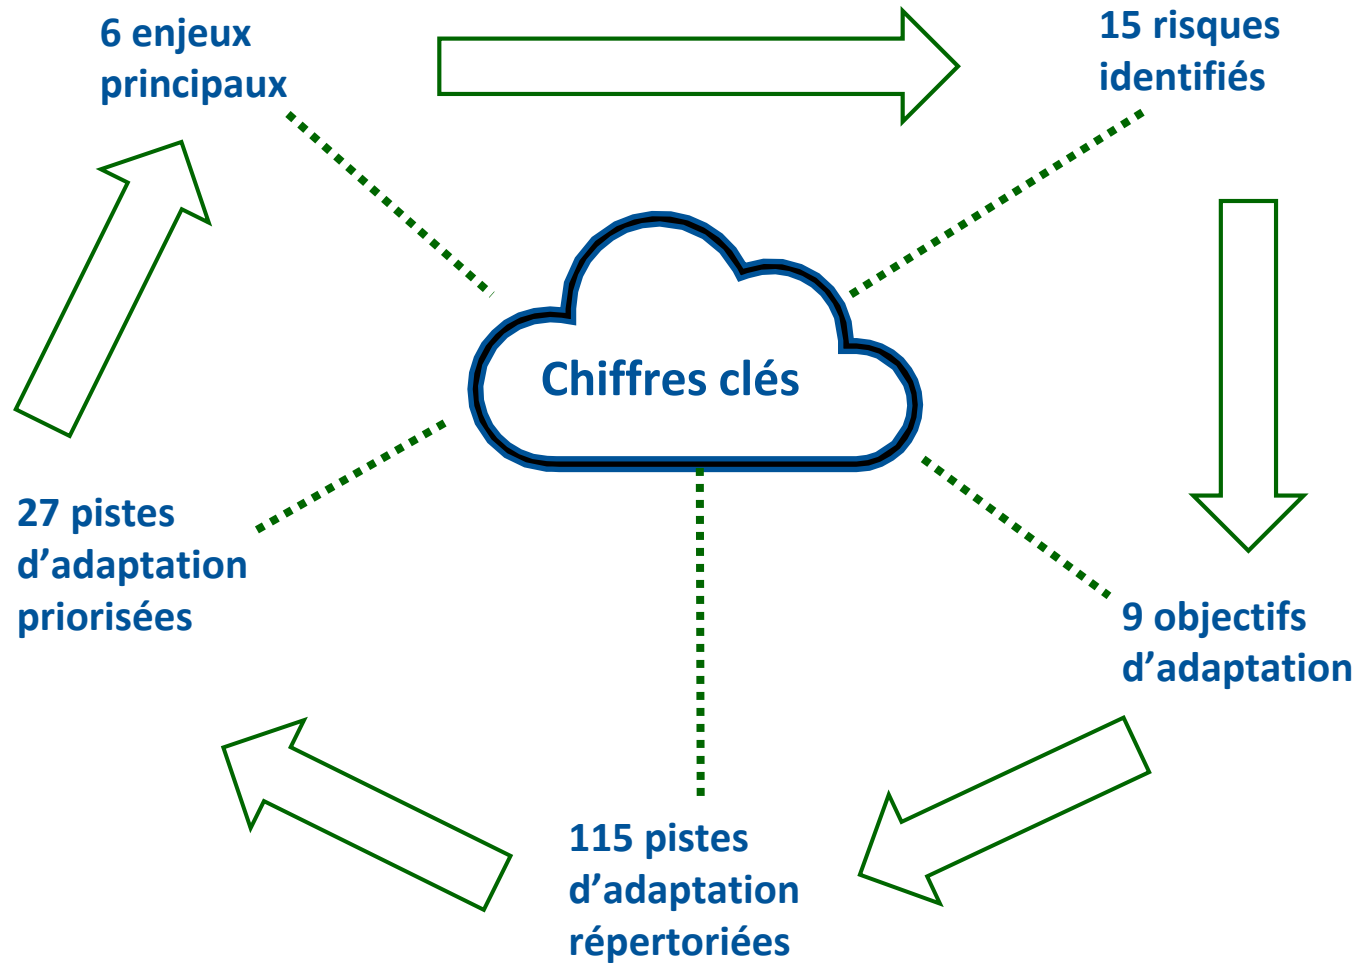 6 enjeux
principaux
15 risques
identifiés
Chiffres clés
27 pistes
d’adaptation
priorisées
9 objectifs
d’adaptation
115 pistes
d’adaptation
répertoriées